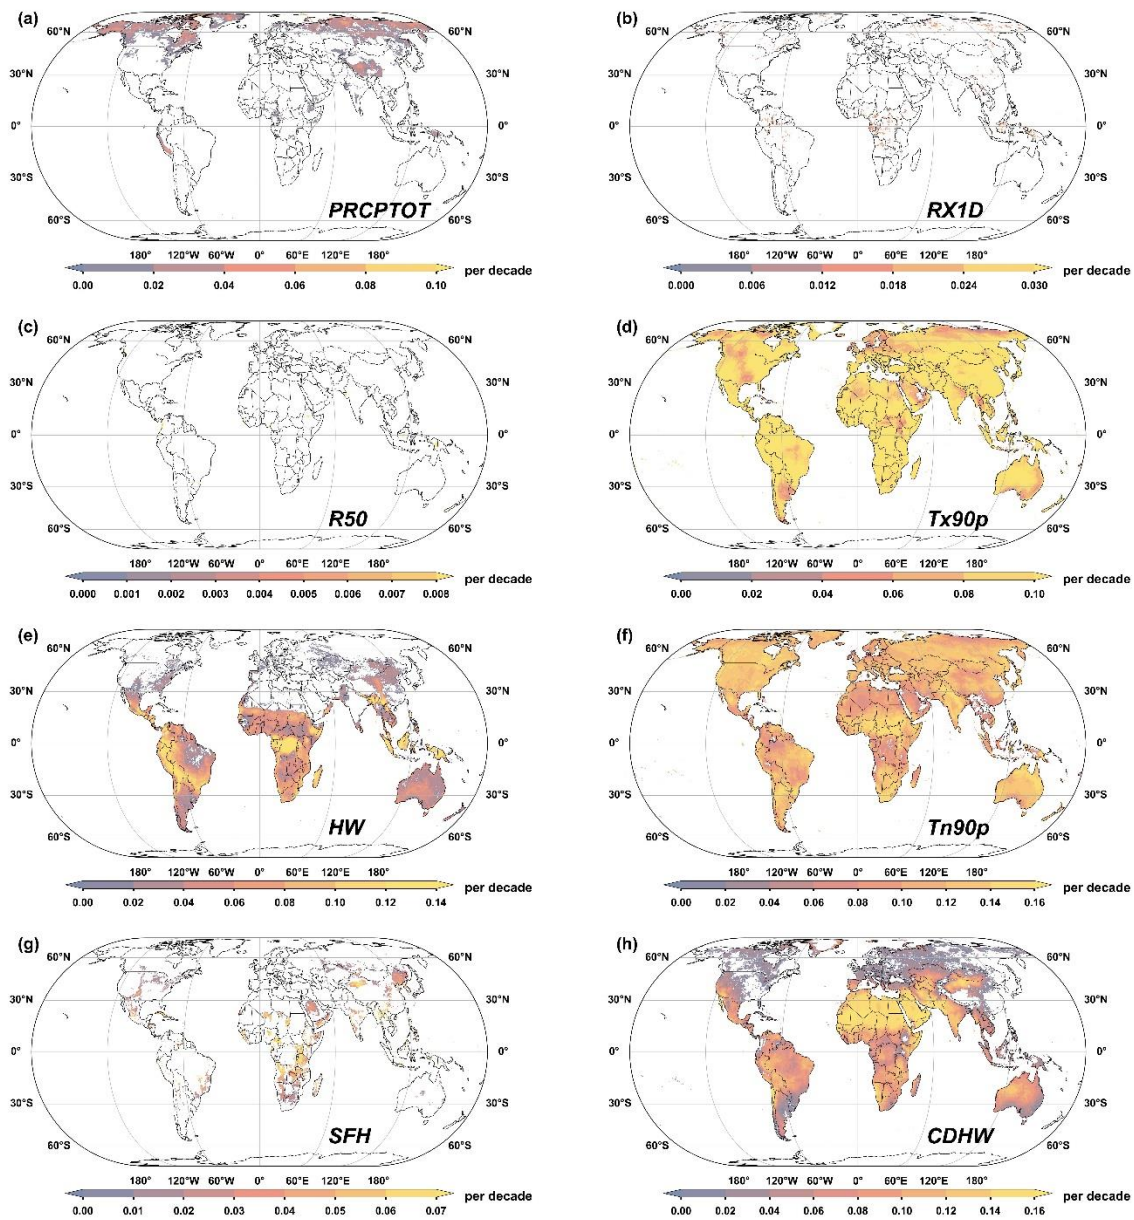 (a)
60°N
60°N
30°N
30°N
0°
0°
30°S
30°S
60°S
60°S
PRCPTOT
180° 120°W 60°W 0° 60°E 120°E 180°
per decade
0.00 0.02 0.04 0.06 0.08 0.10
(b)
60°N
60°N
30°N
30°N
0°
0°
30°S
30°S
60°S
60°S
RX1D
180° 120°W 60°W 0° 60°E 120°E 180°
per decade
0.000 0.006 0.012 0.018 0.024 0.030
(c)
60°N
60°N
30°N
30°N
0°
0°
30°S
30°S
60°S
60°S
R50
180° 120°W 60°W 0° 60°E 120°E 180°
per decade
0.000 0.001 0.002 0.003 0.004 0.005 0.006 0.007 0.008
(d)
60°N
60°N
30°N
30°N
0°
0°
30°S
30°S
60°S
60°S
Tx90p
180° 120°W 60°W 0° 60°E 120°E 180°
per decade
0.00 0.02 0.04 0.06 0.08 0.10
(e)
60°N
60°N
30°N
30°N
0°
0°
30°S
30°S
60°S
60°S
HW
180° 120°W 60°W 0° 60°E 120°E 180°
per decade
0.00 0.02 0.04 0.06 0.08 0.10 0.12 0.14
(f)
60°N
60°N
30°N
30°N
0°
0°
30°S
30°S
60°S
60°S
Tn90p
180° 120°W 60°W 0° 60°E 120°E 180°
per decade
0.00 0.02 0.04 0.06 0.08 0.10 0.12 0.14 0.16
(g)
60°N
60°N
30°N
30°N
0°
0°
30°S
30°S
60°S
60°S
SFH
180° 120°W 60°W 0° 60°E 120°E 180°
per decade
0.00 0.01 0.02 0.03 0.04 0.05 0.06 0.07
(h)
60°N
60°N
30°N
30°N
0°
0°
30°S
30°S
60°S
60°S
CDHW
180° 120°W 60°W 0° 60°E 120°E 180°
per decade
0.00 0.02 0.04 0.06 0.08 0.10 0.12 0.14 0.16